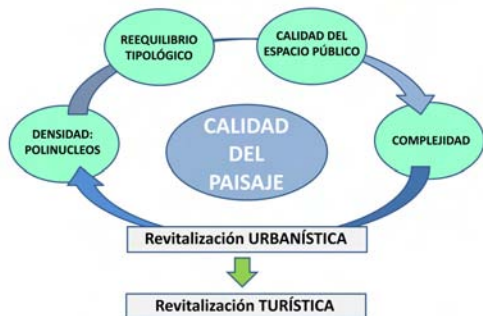 REEQUILIBRIO
TIPOLÓGICO
CALIDAD DEL
ESPACIO PÚBLICO
DENSIDAD:
POLINUCLEOS
CALIDAD
DEL
PAISAJE
COMPLEJIDAD
Revitalización URBANÍSTICA
Revitalización TURÍSTICA